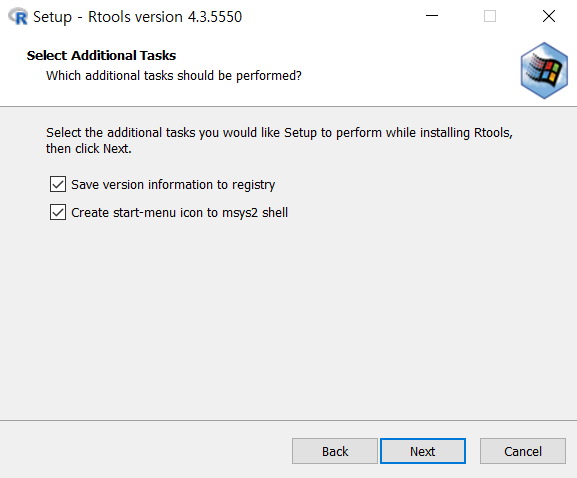 Setup - Rtools version 4.3.5550
Select Additional Tasks
Which additional tasks should be performed?
Select the additional tasks you would like Setup to perform while installing Rtools,
then click Next.
Save version information to registry
Create start-menu icon to msys2 shell
Back
Next
Cancel